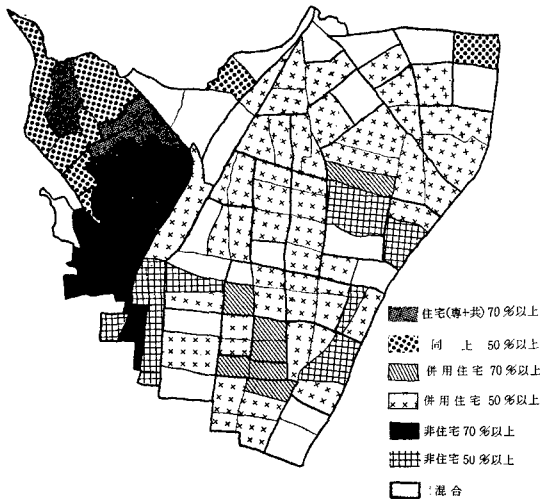 住宅(専+共)70%以上
同上 50%以上
併用住宅 70%以上
併用住宅 50%以上
非住宅 70%以上
非住宅 50%以上
混合